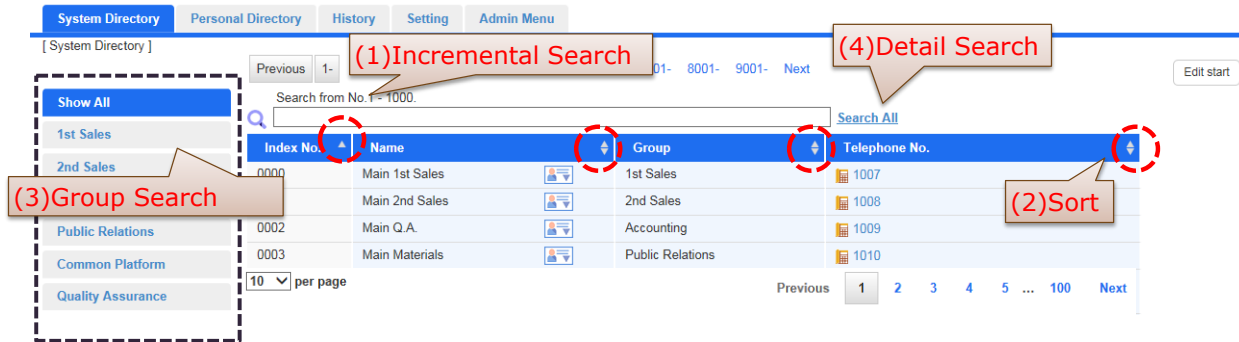 System Directory Personal Directory History Setting Admin Menu
[ System Directory ]
(1)Incremental Search
(4)Detail Search
Previous 1- 01- 8001- 9001- Next
Edit start
Search from No.1 - 1000.
Search All
Show All
1st Sales
2nd Sales
(3)Group Search
Public Relations
Common Platform
Quality Assurance
Index No. Name Group Telephone No.
0000 Main 1st Sales 1st Sales 1007
(2)Sort
Main 2nd Sales 2nd Sales 1008
0002 Main Q.A. Accounting 1009
0003 Main Materials Public Relations 1010
10 per page
Previous 1 2 3 4 5 ... 100 Next